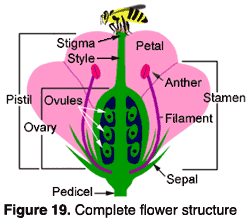 Stigma
Petal
Style
Anther
Pistil
Ovules
Stamen
Filament
Ovary
Sepal
Pedicel
Figure 19. Complete flower structure